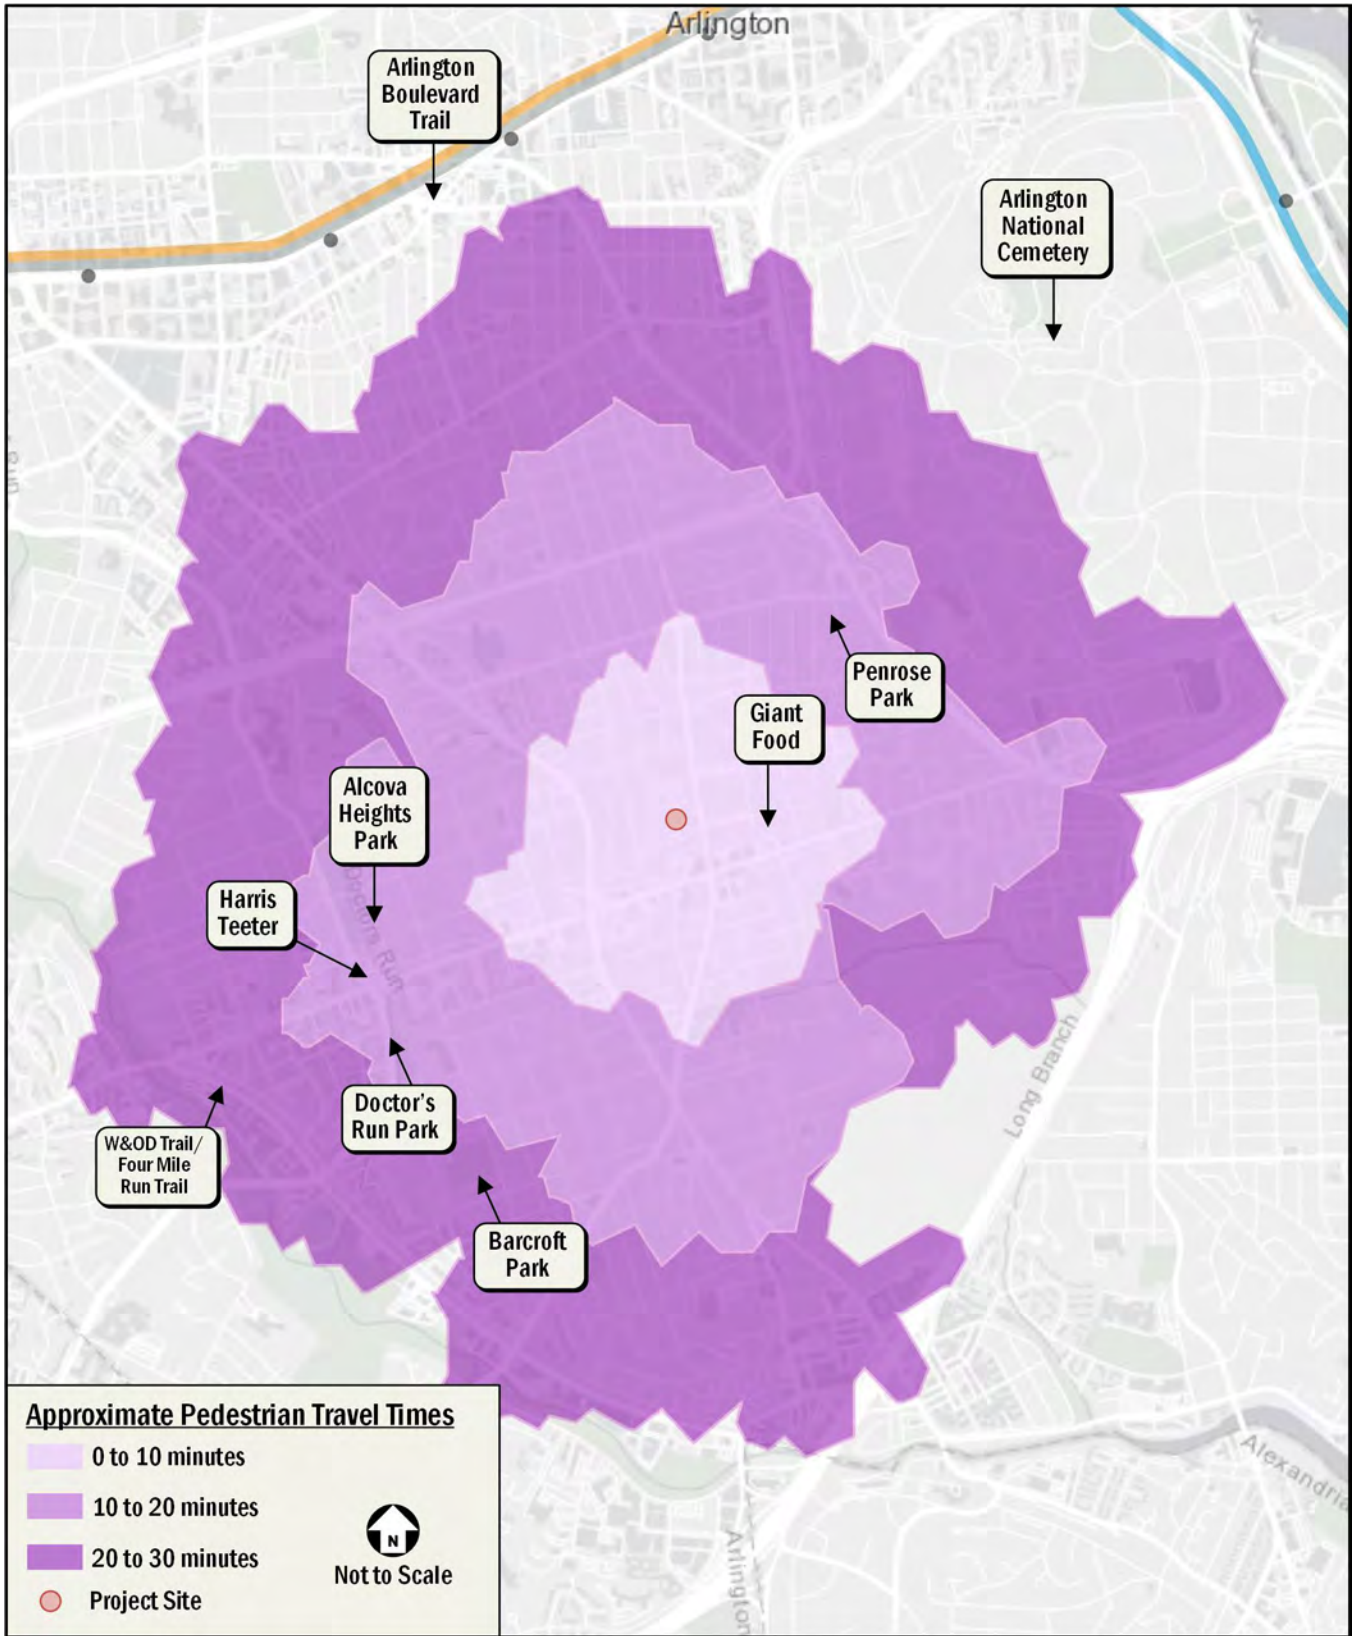 Arlington
Arlington
Boulevard
Trail
Arlington
National
Cemetery
Penrose
Park
Giant
Food
Alcova
Heights
Park
Harris
Teeter
Doctors Run
Doctor's
Run Park
W&OD Trail/
Four Mile
Run Trail
Barcroft
Park
Long Branch
Approximate Pedestrian Travel Times
0 to 10 minutes
10 to 20 minutes
20 to 30 minutes
Project Site
N
Not to Scale
Alexandria
Arlington